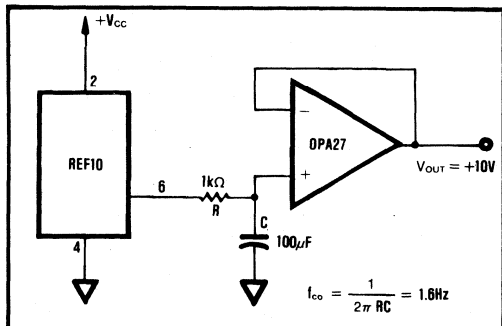 +Vcc
2
REF10
6
4
1kΩ
R
C
100µF
−
+
OPA27
VOUT = +10V
fco = 1 / 2π RC = 1.6Hz